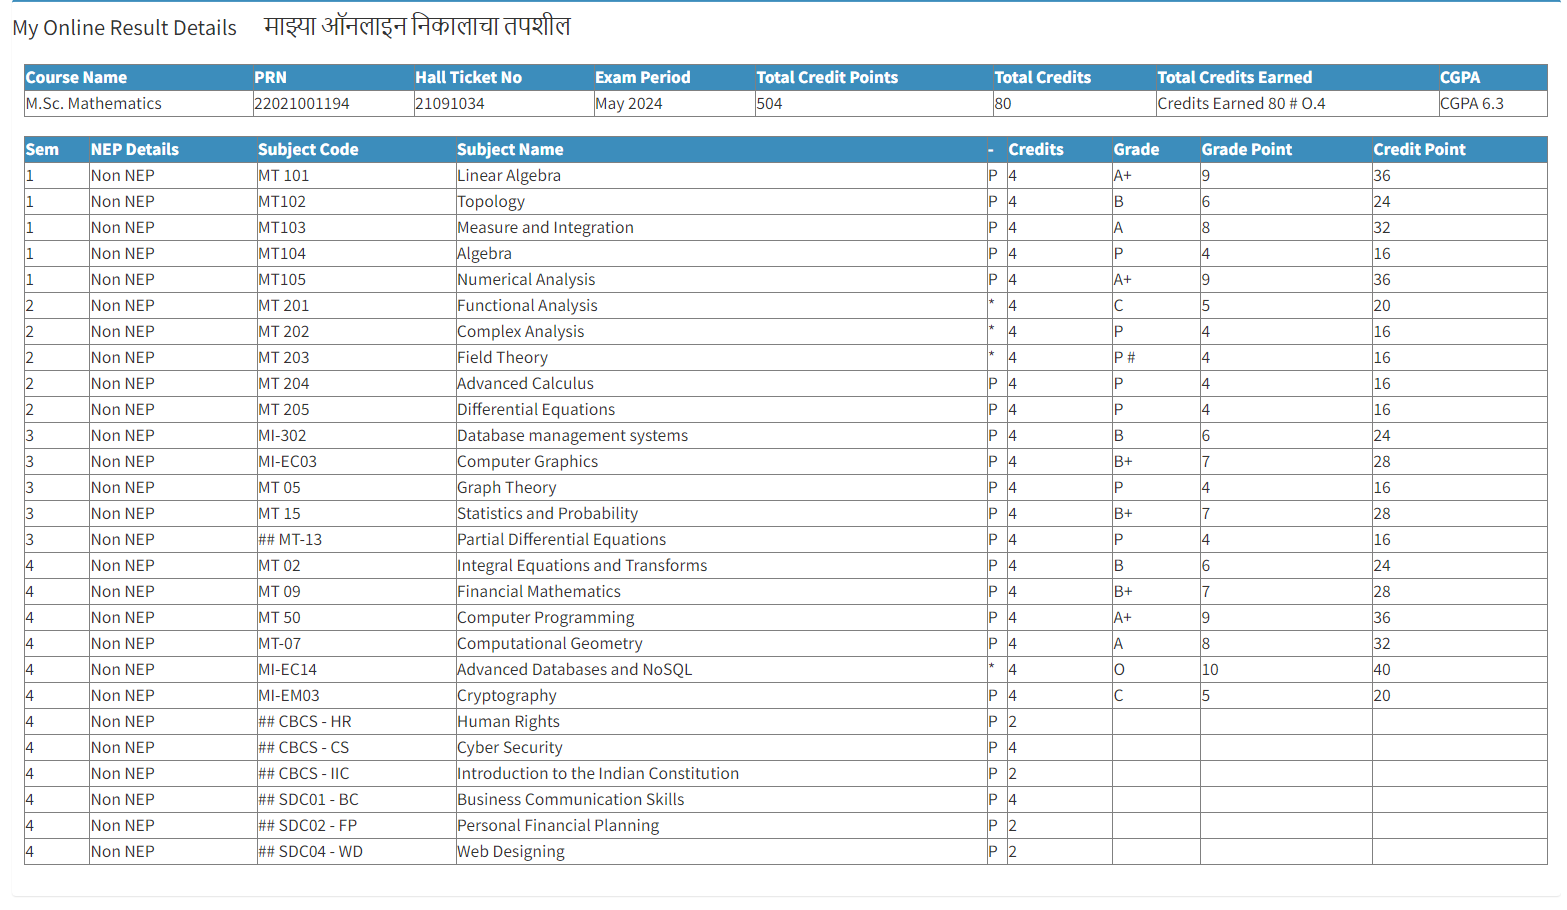 My Online Result Details माझ्या ऑनलाइन निकालाचा तपशील
Course Name PRN Hall Ticket No Exam Period Total Credit Points Total Credits Total Credits Earned CGPA
M.Sc. Mathematics 22021001194 21091034 May 2024 504 80 Credits Earned 80 # O.4 CGPA 6.3
Sem NEP Details Subject Code Subject Name - Credits Grade Grade Point Credit Point
1 Non NEP MT 101 Linear Algebra P 4 A+ 9 36
1 Non NEP MT102 Topology P 4 B 6 24
1 Non NEP MT103 Measure and Integration P 4 A 8 32
1 Non NEP MT104 Algebra P 4 P 4 16
1 Non NEP MT105 Numerical Analysis P 4 A+ 9 36
2 Non NEP MT 201 Functional Analysis * 4 C 5 20
2 Non NEP MT 202 Complex Analysis * 4 P 4 16
2 Non NEP MT 203 Field Theory * 4 P # 4 16
2 Non NEP MT 204 Advanced Calculus P 4 P 4 16
2 Non NEP MT 205 Differential Equations P 4 P 4 16
3 Non NEP MI-302 Database management systems P 4 B 6 24
3 Non NEP MI-EC03 Computer Graphics P 4 B+ 7 28
3 Non NEP MT 05 Graph Theory P 4 P 4 16
3 Non NEP MT 15 Statistics and Probability P 4 B+ 7 28
3 Non NEP ## MT-13 Partial Differential Equations P 4 P 4 16
4 Non NEP MT 02 Integral Equations and Transforms P 4 B 6 24
4 Non NEP MT 09 Financial Mathematics P 4 B+ 7 28
4 Non NEP MT 50 Computer Programming P 4 A+ 9 36
4 Non NEP MT-07 Computational Geometry P 4 A 8 32
4 Non NEP MI-EC14 Advanced Databases and NoSQL * 4 O 10 40
4 Non NEP MI-EM03 Cryptography P 4 C 5 20
4 Non NEP ## CBCS - HR Human Rights P 2
4 Non NEP ## CBCS - CS Cyber Security P 4
4 Non NEP ## CBCS - IIC Introduction to the Indian Constitution P 2
4 Non NEP ## SDC01 - BC Business Communication Skills P 4
4 Non NEP ## SDC02 - FP Personal Financial Planning P 2
4 Non NEP ## SDC04 - WD Web Designing P 2